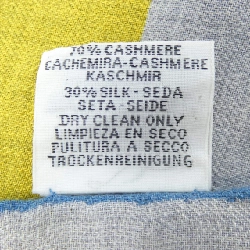 70% CASHMERE
CACHEMIRA-CASHMERE
KASCHMIR
30% SILK-SEDA
SETA-SEIDE
DRY CLEAN ONLY
LIMPIEZA EN SECO
PULITURA A SECCO
TROCKENREINIGUNG